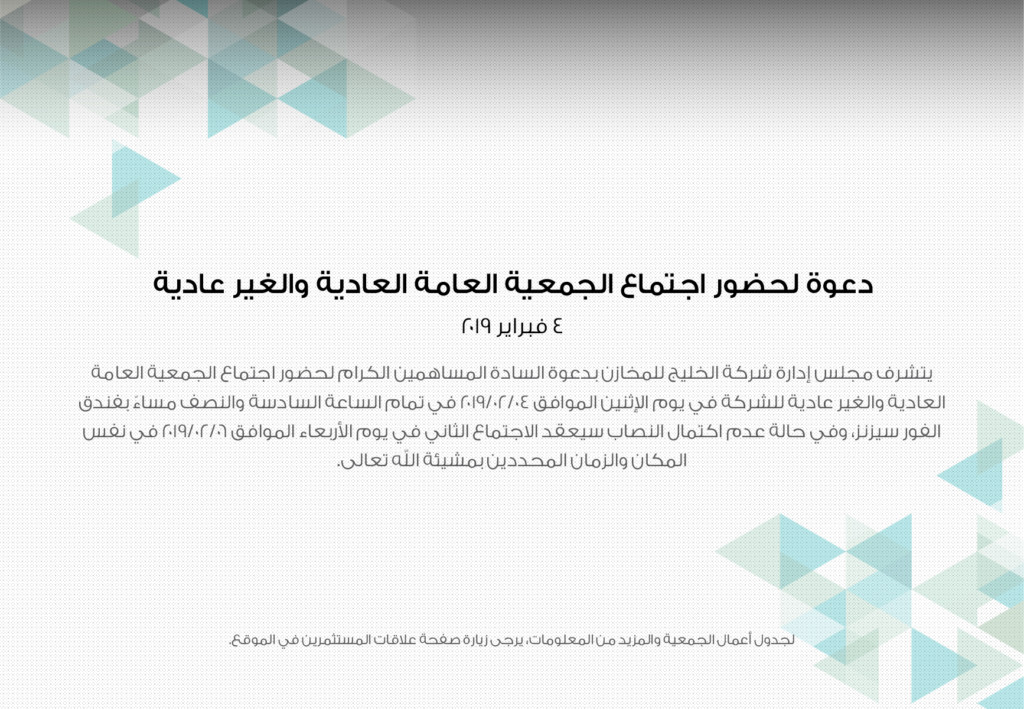 دعوة لحضور اجتماع الجمعية العامة العادية والغير عادية
٤ فبراير ٢٠١٩
يتشرف مجلس إدارة شركة الخليج للمخازن بدعوة السادة المساهمين الكرام لحضور اجتماع الجمعية العامة
العادية والغير عادية للشركة في يوم الإثنين الموافق ٢٠١٩/٠٢/٠٤ في تمام الساعة السادسة والنصف مساءً بفندق
الفور سيزنز، وفي حالة عدم اكتمال النصاب سيعقد الاجتماع الثاني في يوم الأربعاء الموافق ٢٠١٩/٠٢/٠٦ في نفس
المكان والزمان المحددين بمشيئة الله تعالى.
لجدول أعمال الجمعية والمزيد من المعلومات، يرجى زيارة صفحة علاقات المستثمرين في الموقع.